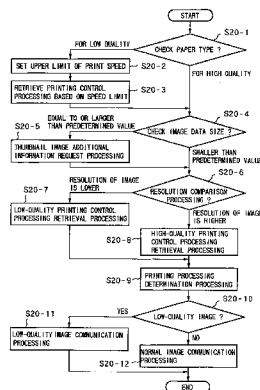 START
S20-1
FOR LOW QUALITY
CHECK PAPER TYPE ?
S20-2
SET UPPER LIMIT OF PRINT SPEED
FOR HIGH QUALITY
S20-3
RETRIEVE PRINTING CONTROL
PROCESSING BASED ON SPEED LIMIT
S20-4
EQUAL TO OR LARGER
THAN PREDETERMINED VALUE
S20-5
CHECK IMAGE DATA SIZE ?
THUMBNAIL IMAGE ADDITIONAL
INFORMATION REQUEST PROCESSING
SMALLER THAN
PREDETERMINED VALUE
S20-6
RESOLUTION OF IMAGE
IS LOWER
S20-7
RESOLUTION COMPARISON
PROCESSING ?
LOW-QUALITY PRINTING CONTROL
PROCESSING RETRIEVAL PROCESSING
RESOLUTION OF IMAGE
IS HIGHER
S20-8
HIGH-QUALITY PRINTING
CONTROL PROCESSING
RETRIEVAL PROCESSING
S20-9
PRINTING PROCESSING
DETERMINATION PROCESSING
S20-10
YES
S20-11
LOW-QUALITY IMAGE ?
LOW-QUALITY IMAGE COMMUNICATION
PROCESSING
NO
S20-12
NORMAL IMAGE COMMUNICATION
PROCESSING
END